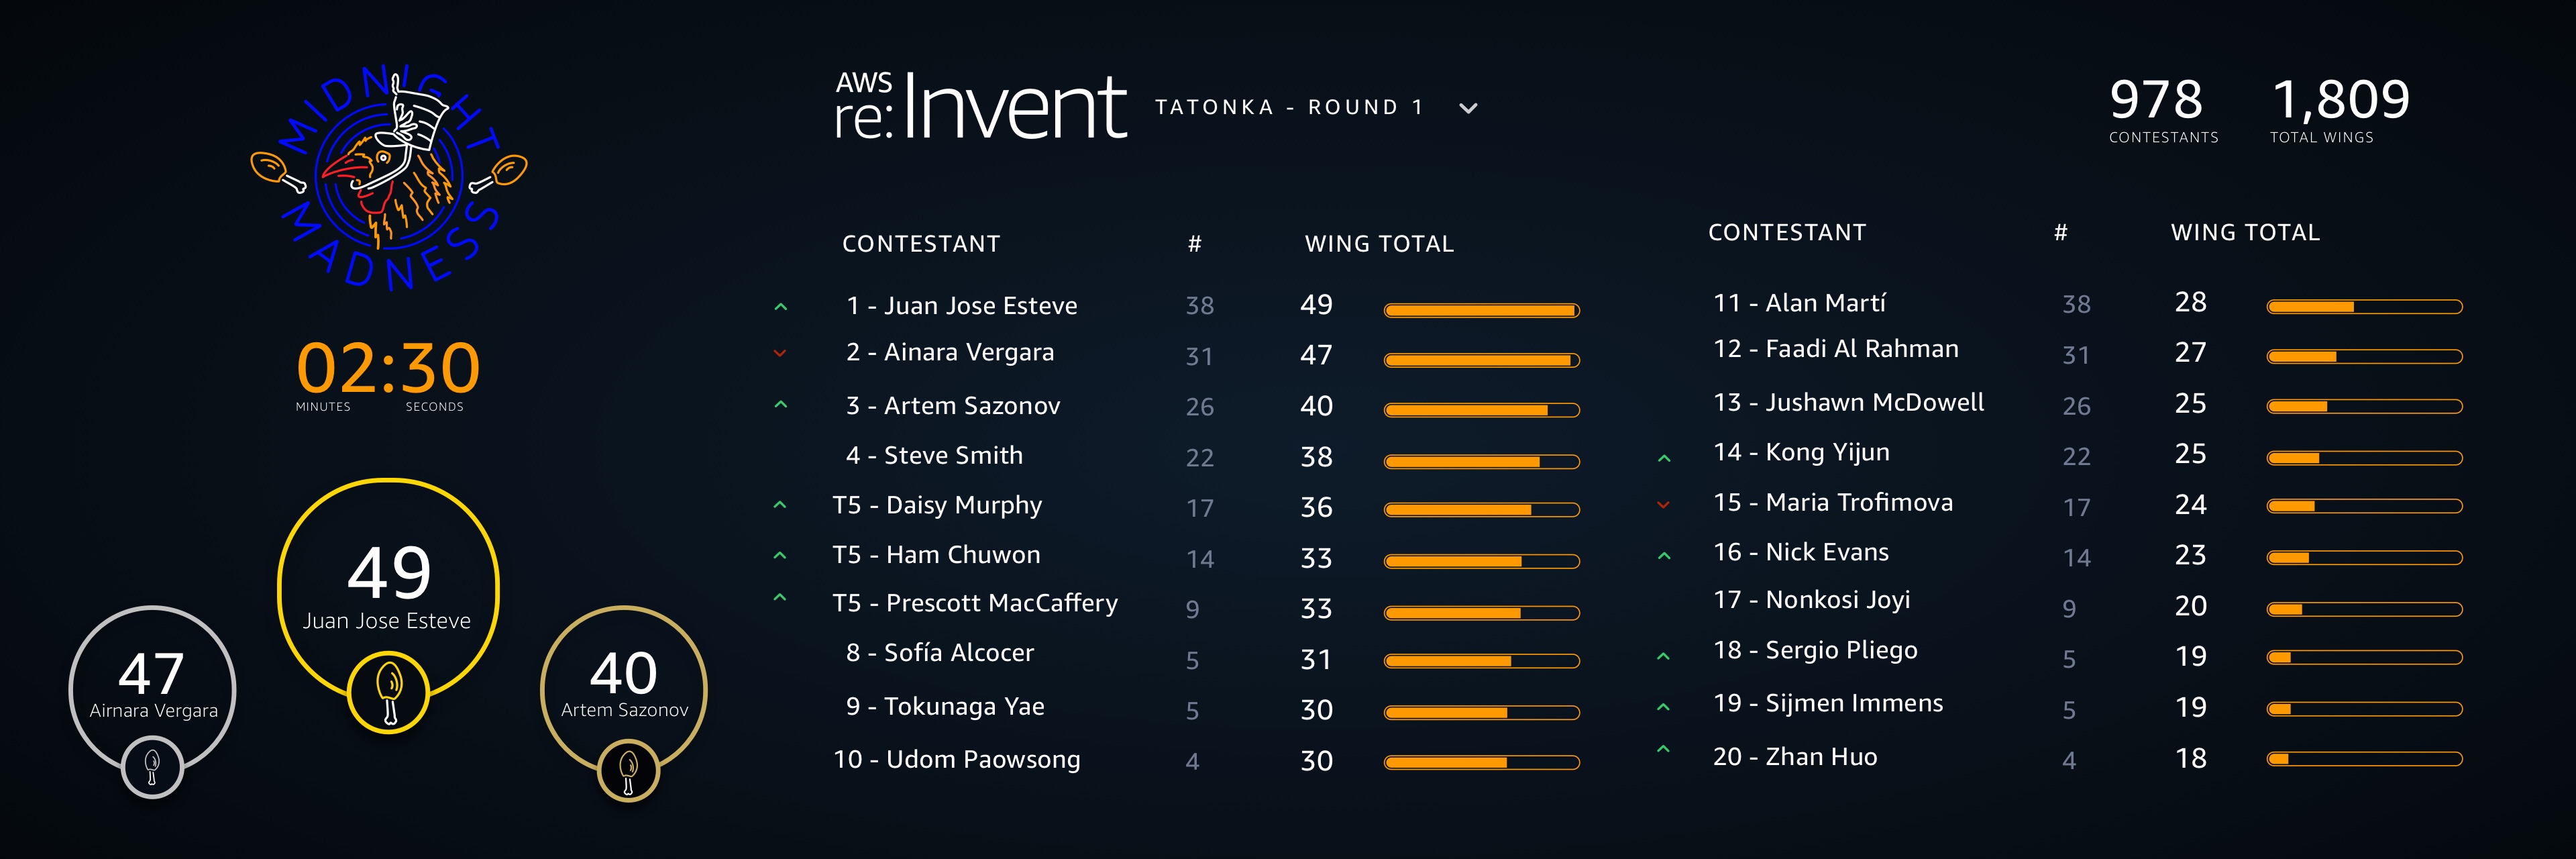 MIDNIGHT
MADNESS
02:30
MINUTES SECONDS
49
Juan Jose Esteve
47
Airnara Vergara
40
Artem Sazonov
AWS
re:Invent
TATONKA - ROUND 1
978
CONTESTANTS
1,809
TOTAL WINGS
CONTESTANT # WING TOTAL
1 - Juan Jose Esteve 38 49
2 - Ainara Vergara 31 47
3 - Artem Sazonov 26 40
4 - Steve Smith 22 38
T5 - Daisy Murphy 17 36
T5 - Ham Chuwon 14 33
T5 - Prescott MacCaffery 9 33
8 - Sofía Alcocer 5 31
9 - Tokunaga Yae 5 30
10 - Udom Paowsong 4 30
CONTESTANT # WING TOTAL
11 - Alan Martí 38 28
12 - Faadi Al Rahman 31 27
13 - Jushawn McDowell 26 25
14 - Kong Yijun 22 25
15 - Maria Trofimova 17 24
16 - Nick Evans 14 23
17 - Nonkosi Joyi 9 20
18 - Sergio Pliego 5 19
19 - Sijmen Immens 5 19
20 - Zhan Huo 4 18